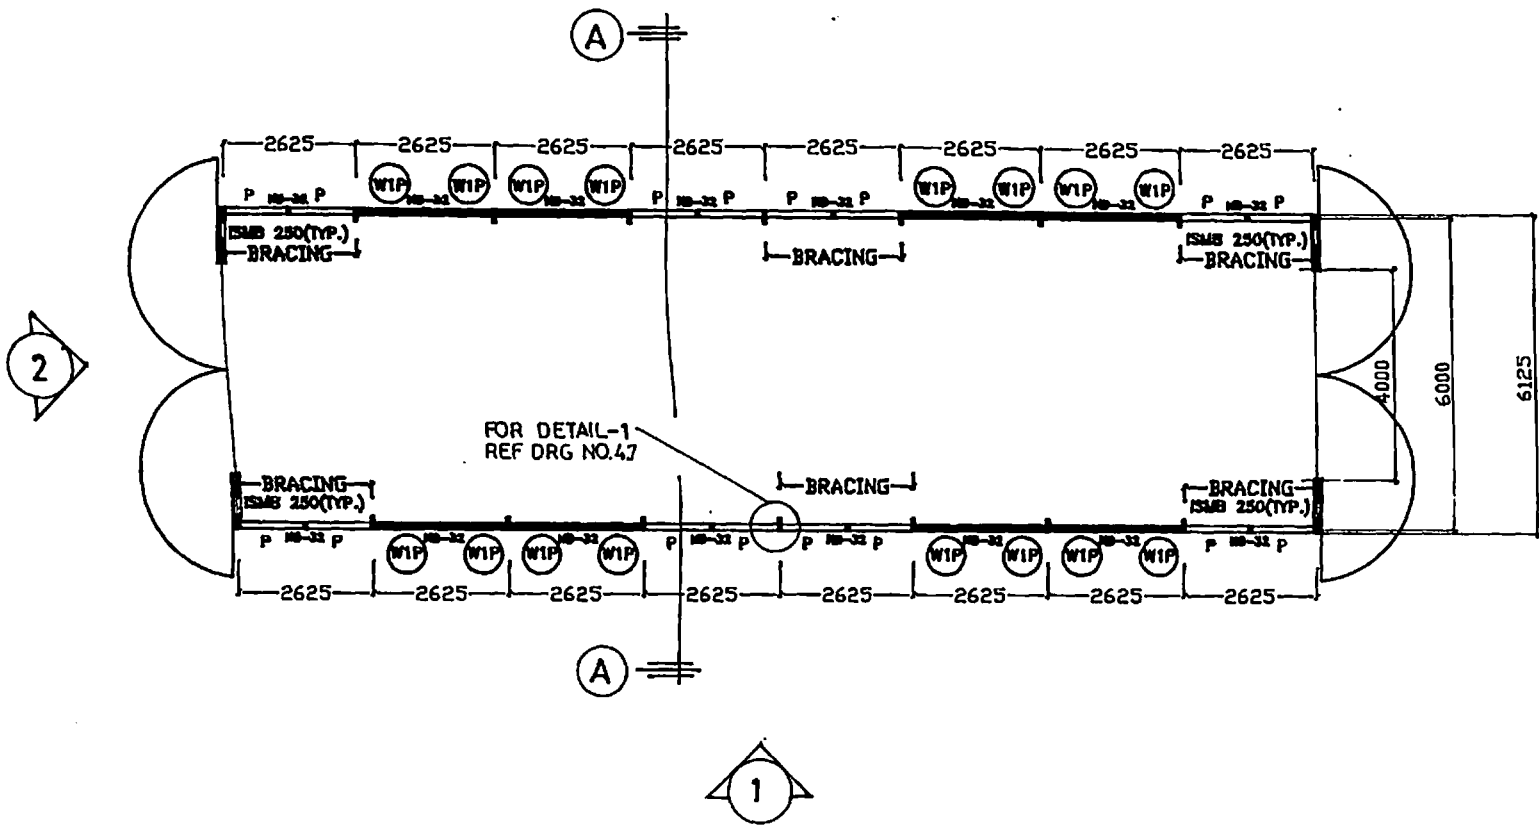 A
2625 2625 2625 2625 2625 2625 2625 2625
W1P W1P W1P W1P W1P W1P W1P W1P
P P P P P P P P
ISMB 250(TYP.) ISMB 250(TYP.)
BRACING BRACING BRACING
2
4000 6000 6125
FOR DETAIL-1
REF DRG NO.47
BRACING BRACING BRACING
ISMB 250(TYP.) ISMB 250(TYP.)
P P P P P P P P
W1P W1P W1P W1P W1P W1P W1P W1P
2625 2625 2625 2625 2625 2625 2625 2625
A
1